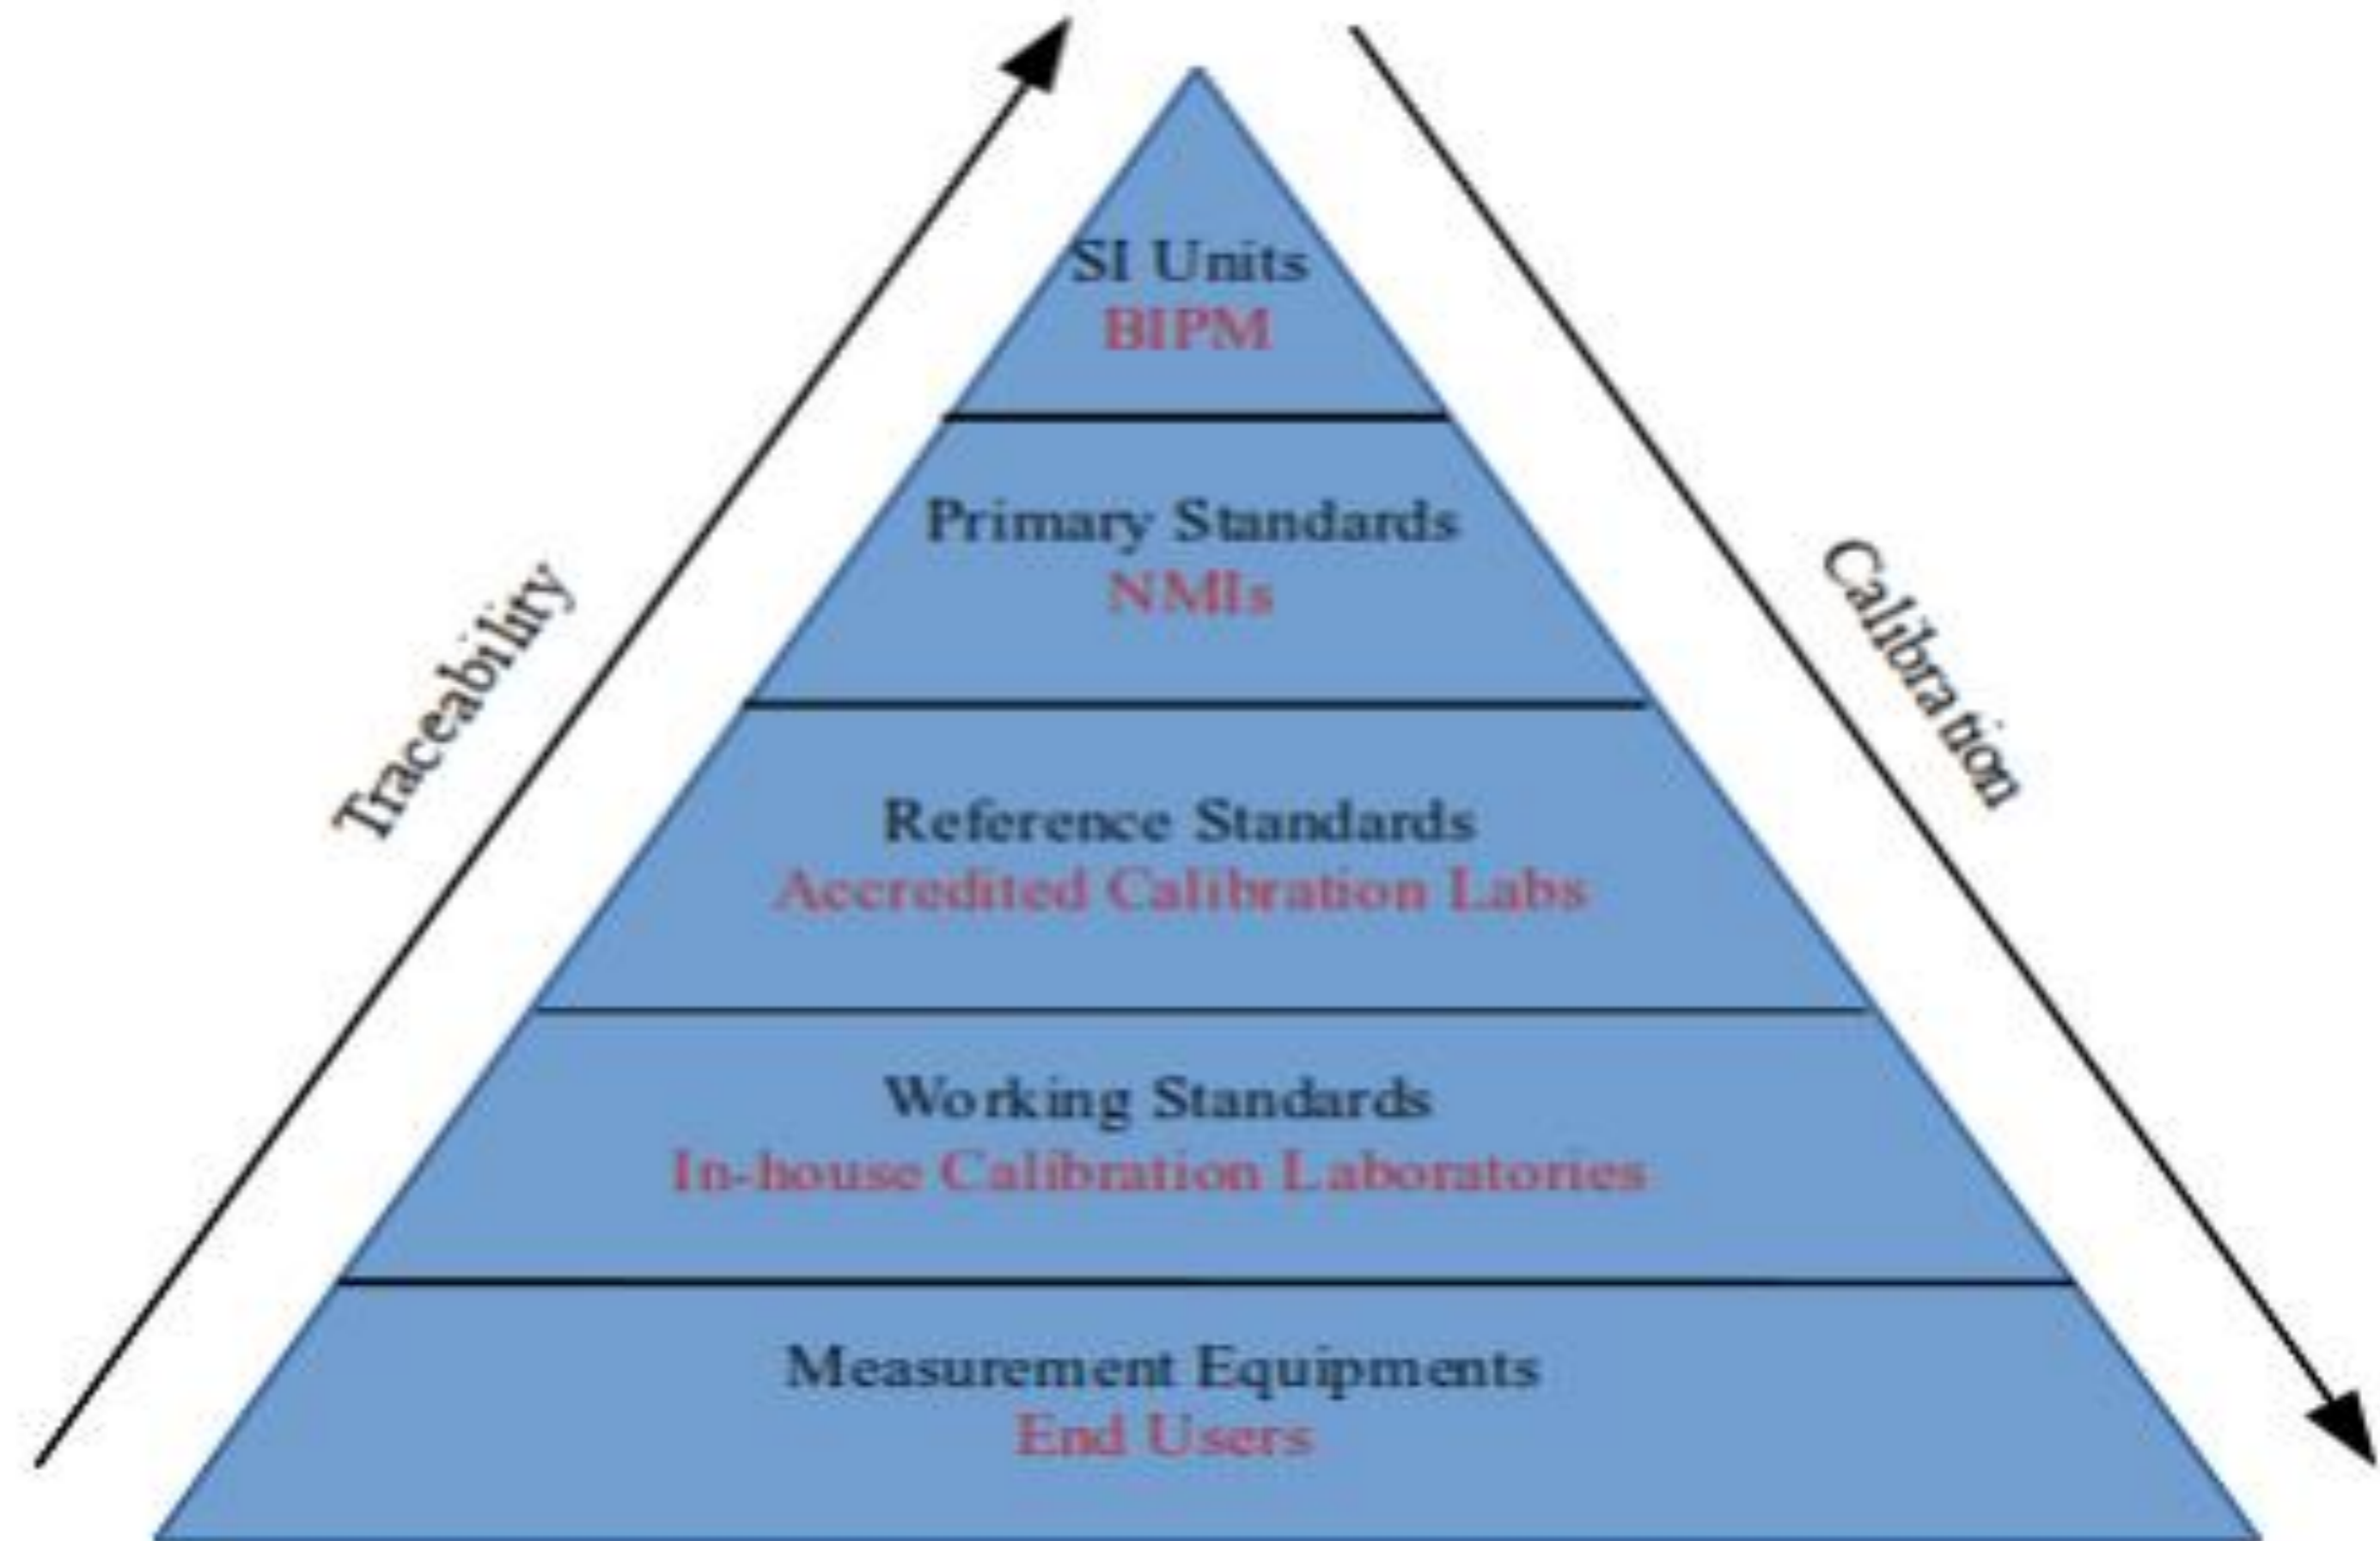 SI Units
BIPM
Primary Standards
NMIs
Traceability
Calibration
Reference Standards
Accredited Calibration Labs
Working Standards
In-house Calibration Laboratories
Measurement Equipments
End Users